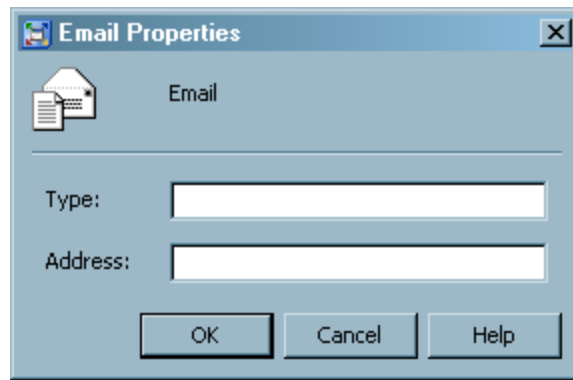 Email Properties
Email
Type:
Address:
OK Cancel Help